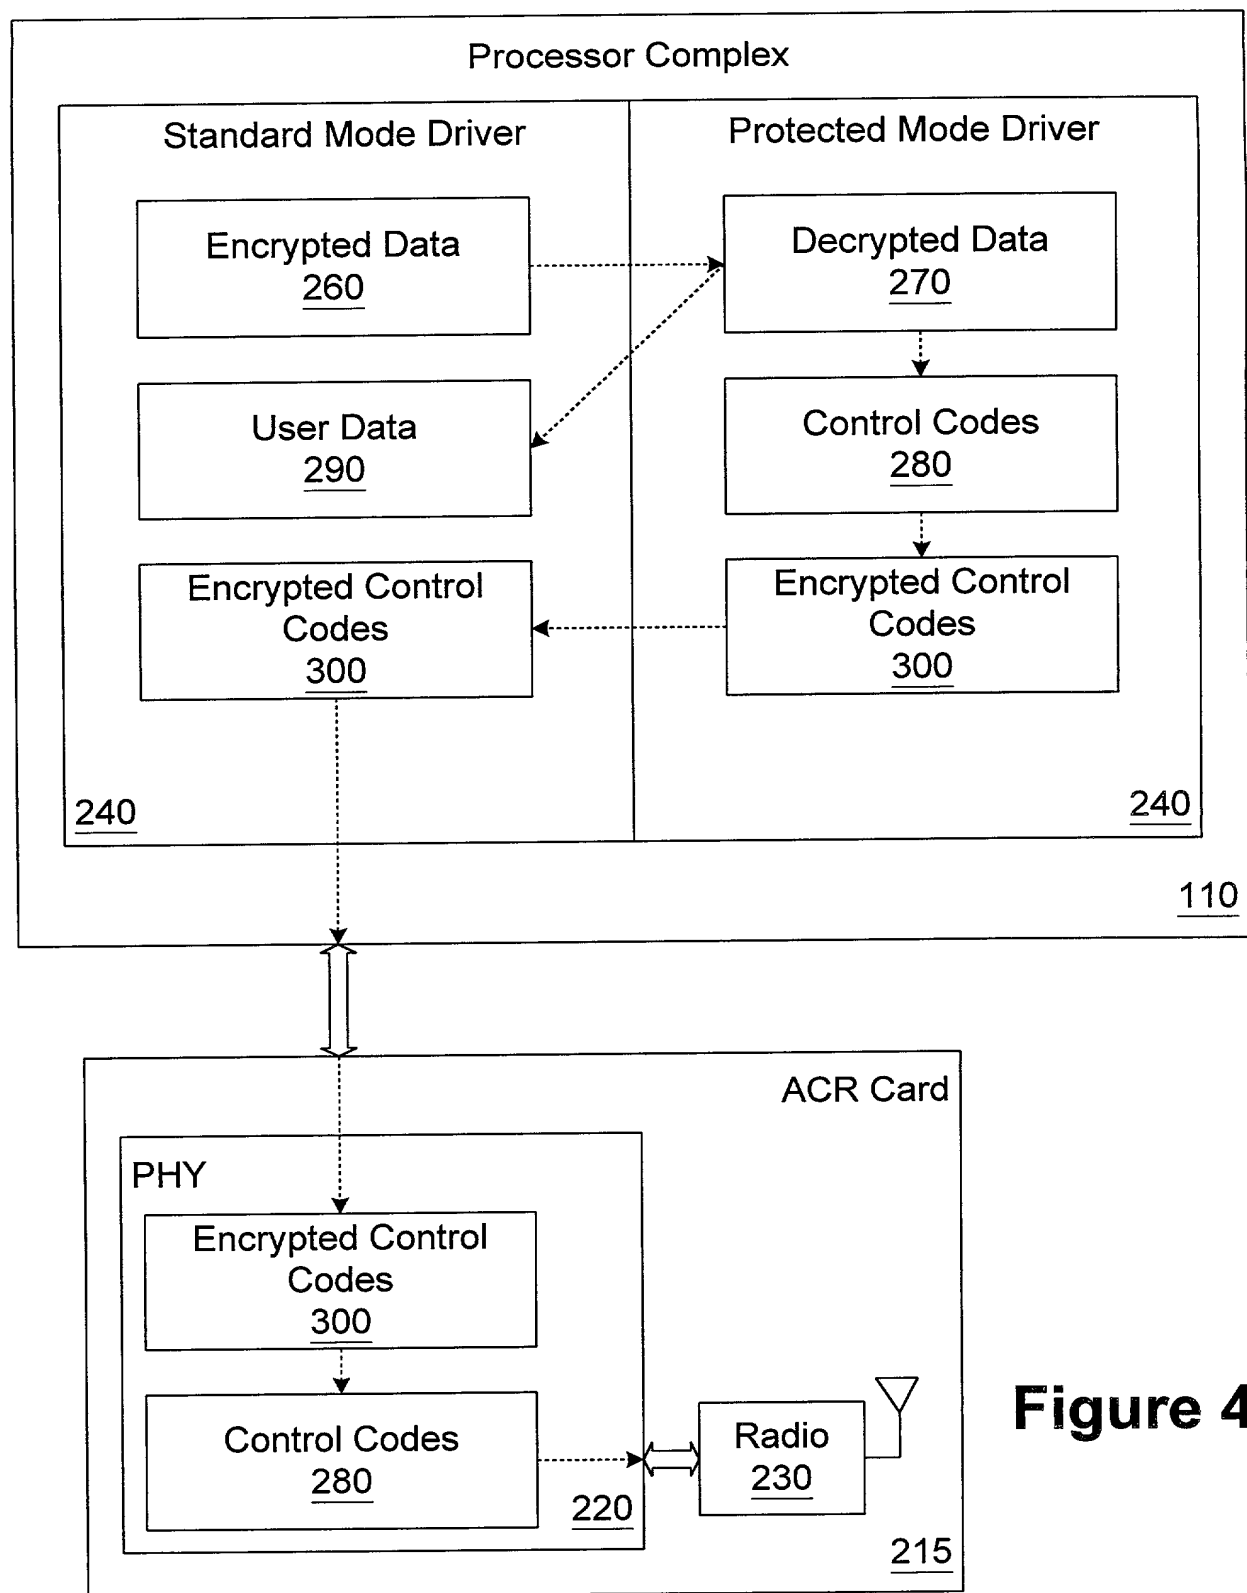 Processor Complex
Standard Mode Driver
Protected Mode Driver
Encrypted Data
260
Decrypted Data
270
User Data
290
Control Codes
280
Encrypted Control
Codes
300
Encrypted Control
Codes
300
240
240
110
ACR Card
PHY
Encrypted Control
Codes
300
Control Codes
280
220
Radio
230
215
Figure 4